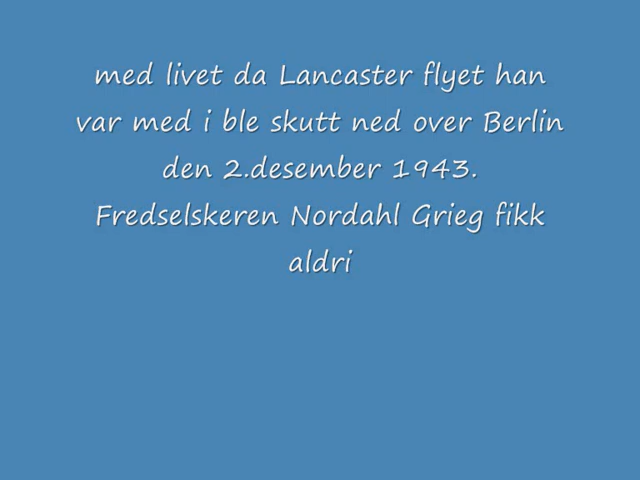 med livet da Lancaster flyet han
var med i ble skutt ned over Berlin
den 2.desember 1943.
Fredselskeren Nordahl Grieg fikk
aldri